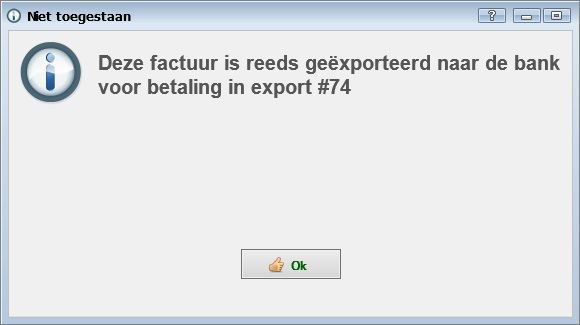 Niet toegestaan
Deze factuur is reeds geëxporteerd naar de bank
voor betaling in export #74
Ok